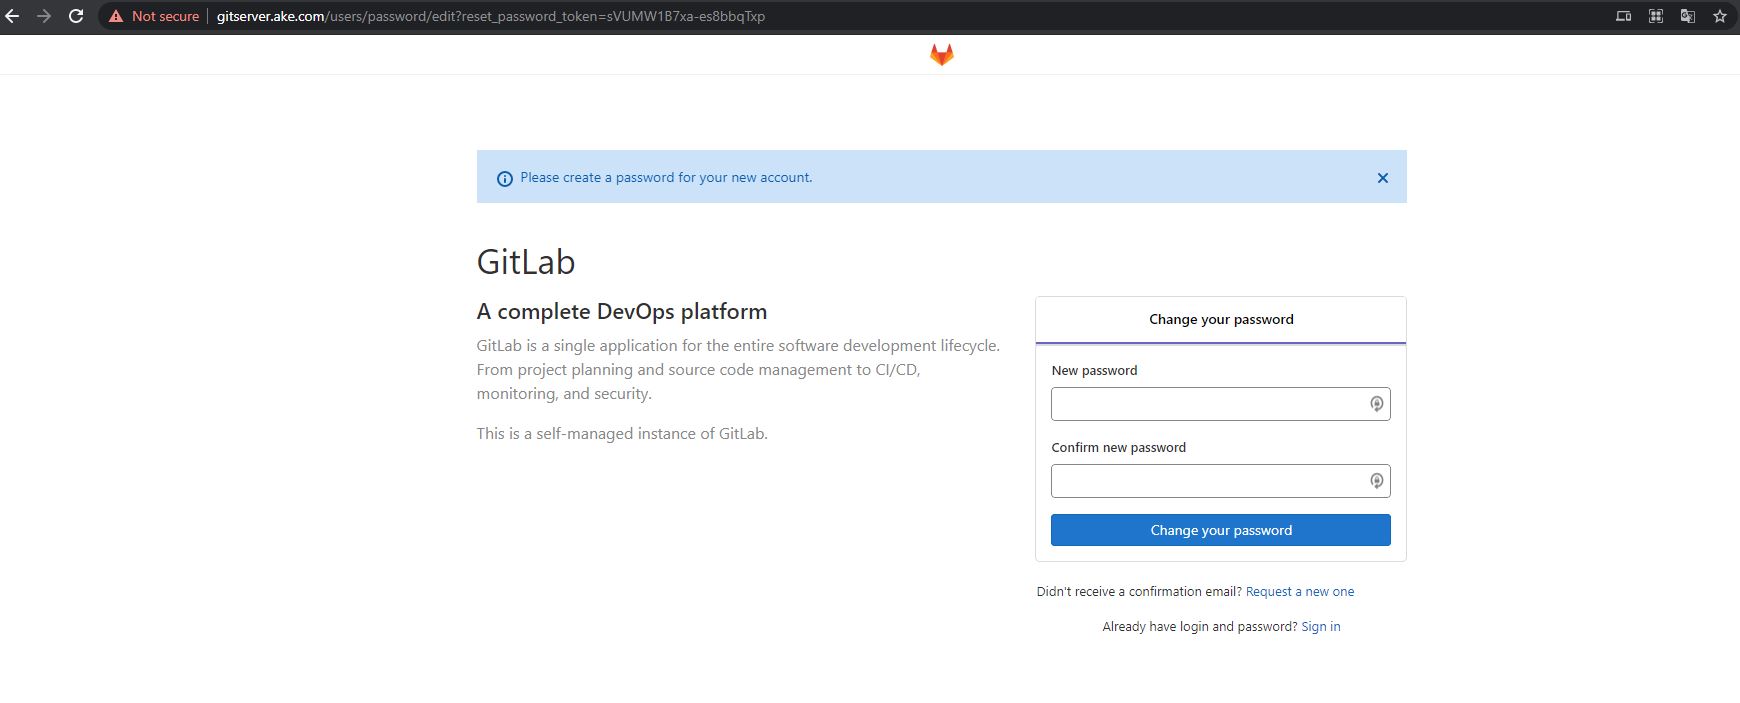 Not secure | gitserver.ake.com/users/password/edit?reset_password_token=sVUMW1B7xa-es8bbqTxp
Please create a password for your new account.
GitLab
A complete DevOps platform
GitLab is a single application for the entire software development lifecycle.
From project planning and source code management to CI/CD,
monitoring, and security.
This is a self-managed instance of GitLab.
Change your password
New password
Confirm new password
Change your password
Didn't receive a confirmation email? Request a new one
Already have login and password? Sign in